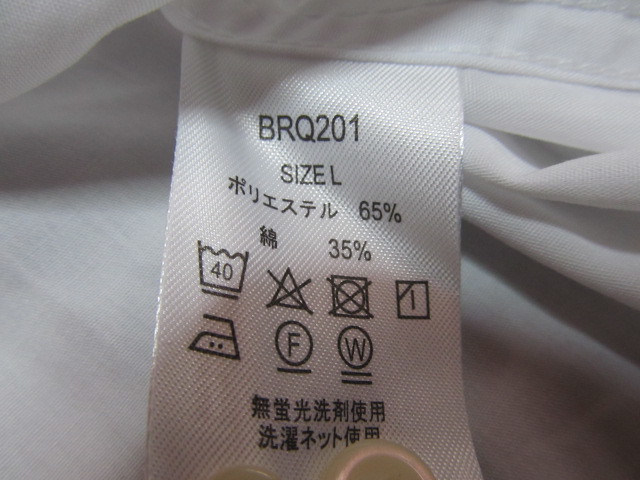 BRQ201
SIZE L
ポリエステル 65%
綿 35%
40
F W
無蛍光洗剤使用
洗濯ネット使用